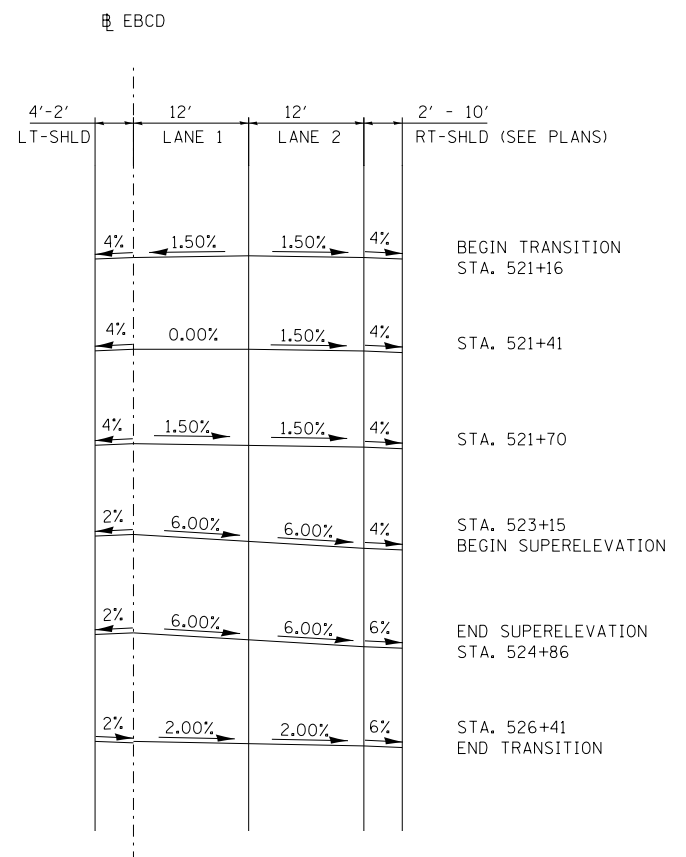 ℄ EBCD
4'-2' 12' 12' 2' - 10'
LT-SHLD LANE 1 LANE 2 RT-SHLD (SEE PLANS)
4% 1.50% 1.50% 4% BEGIN TRANSITION
STA. 521+16
4% 0.00% 1.50% 4% STA. 521+41
4% 1.50% 1.50% 4% STA. 521+70
2% 6.00% 6.00% 4% STA. 523+15
BEGIN SUPERELEVATION
2% 6.00% 6.00% 6% END SUPERELEVATION
STA. 524+86
2% 2.00% 2.00% 6% STA. 526+41
END TRANSITION